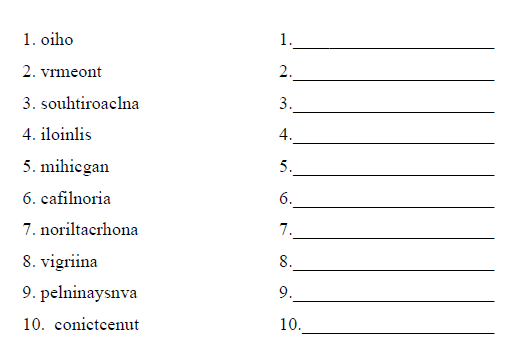 1. oiho 1.
2. vrmeont 2.
3. souhtiroaclna 3.
4. iloinlis 4.
5. mihicgan 5.
6. cafilnoria 6.
7. noriltacrhona 7.
8. vigriina 8.
9. pelninaysnva 9.
10. conictcenut 10.